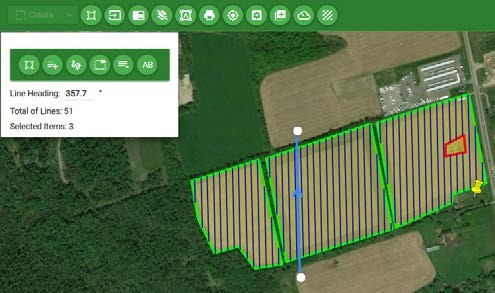 Create
AB
Line Heading: 357.7 °
Total of Lines: 51
Selected Items: 3